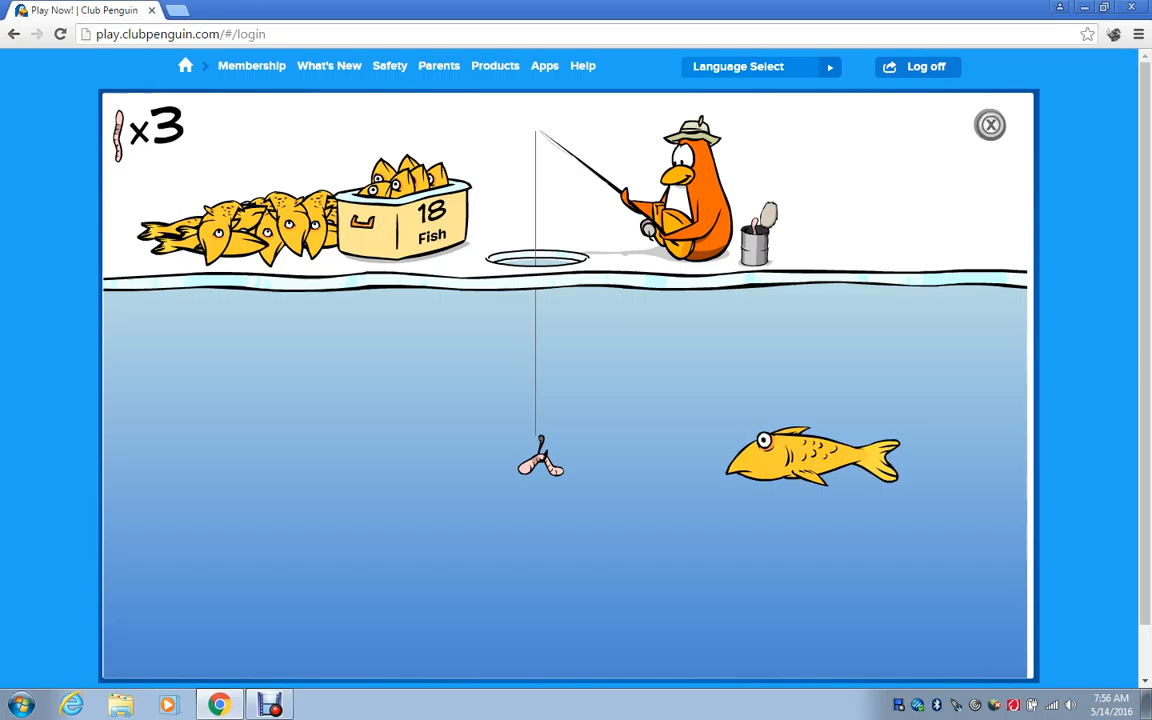 Play Now! | Club Penguin
play.clubpenguin.com/#/login
Membership What's New Safety Parents Products Apps Help Language Select Log off
x3
18
Fish
7:56 AM
5/14/2016